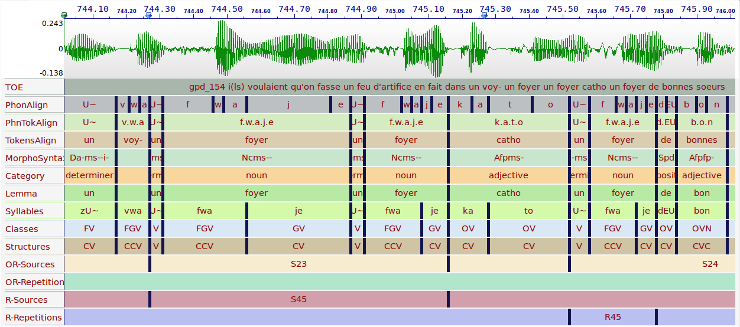 744.10 744.20 744.30 744.40 744.50 744.60 744.70 744.80 744.90 745.00 745.10 745.20 745.30 745.40 745.50 745.60 745.70 745.80 745.90 746.00
0.243
0
-0.138
TOE gpd_154 i(ls) voulaient qu'on fasse un feu d'artifice en fait dans un voy- un foyer un foyer catho un foyer de bonnes soeurs
PhonAlign U~ v w a U~ f w a j e U~ f w a j e k a t o U~ f w a j e d EU b o n
PhnTokAlign U~ v.w.a U~ f.w.a.j.e U~ f.w.a.j.e k.a.t.o U~ f.w.a.j.e d.EU b.o.n
TokensAlign un voy- un foyer un foyer catho un foyer de bonnes
MorphoSyntax Da-ms--i- ms Ncms-- ms Ncms-- Afpms- -ms Ncms-- Spd Afpfp-
Category determiner erm noun erm noun adjective erm noun posit adjective
Lemma un un foyer un foyer catho un foyer de bon
Syllables zU~ vwa U~ fwa je U~ fwa je ka to U~ fwa je dEU bon
Classes FV FGV V FGV GV V FGV GV OV OV V FGV GV OV OVN
Structures CV CCV V CCV CV V CCV CV CV CV V CCV CV CV CVC
OR-Sources S23 S24
OR-Repetition
R-Sources S45
R-Repetitions R45